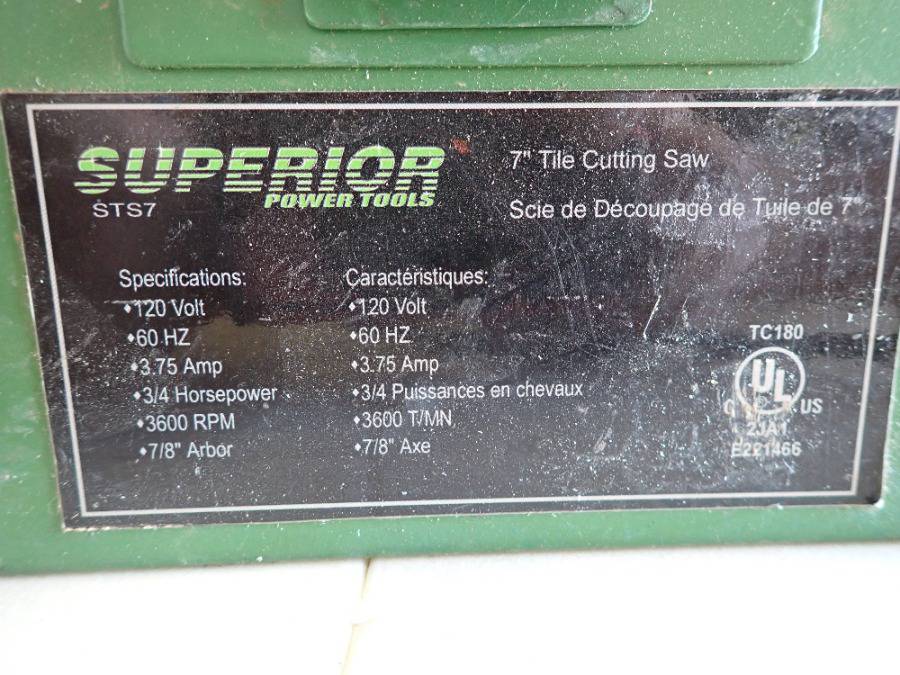 SUPERIOR
POWER TOOLS
STS7
7" Tile Cutting Saw
Scie de Découpage de Tuile de 7"
Specifications:
•120 Volt
•60 HZ
•3.75 Amp
•3/4 Horsepower
•3600 RPM
•7/8" Arbor
Caractéristiques:
•120 Volt
•60 HZ
•3.75 Amp
•3/4 Puissances en chevaux
•3600 T/MN
•7/8" Axe
TC180
UL
C US
2JA1
E221466